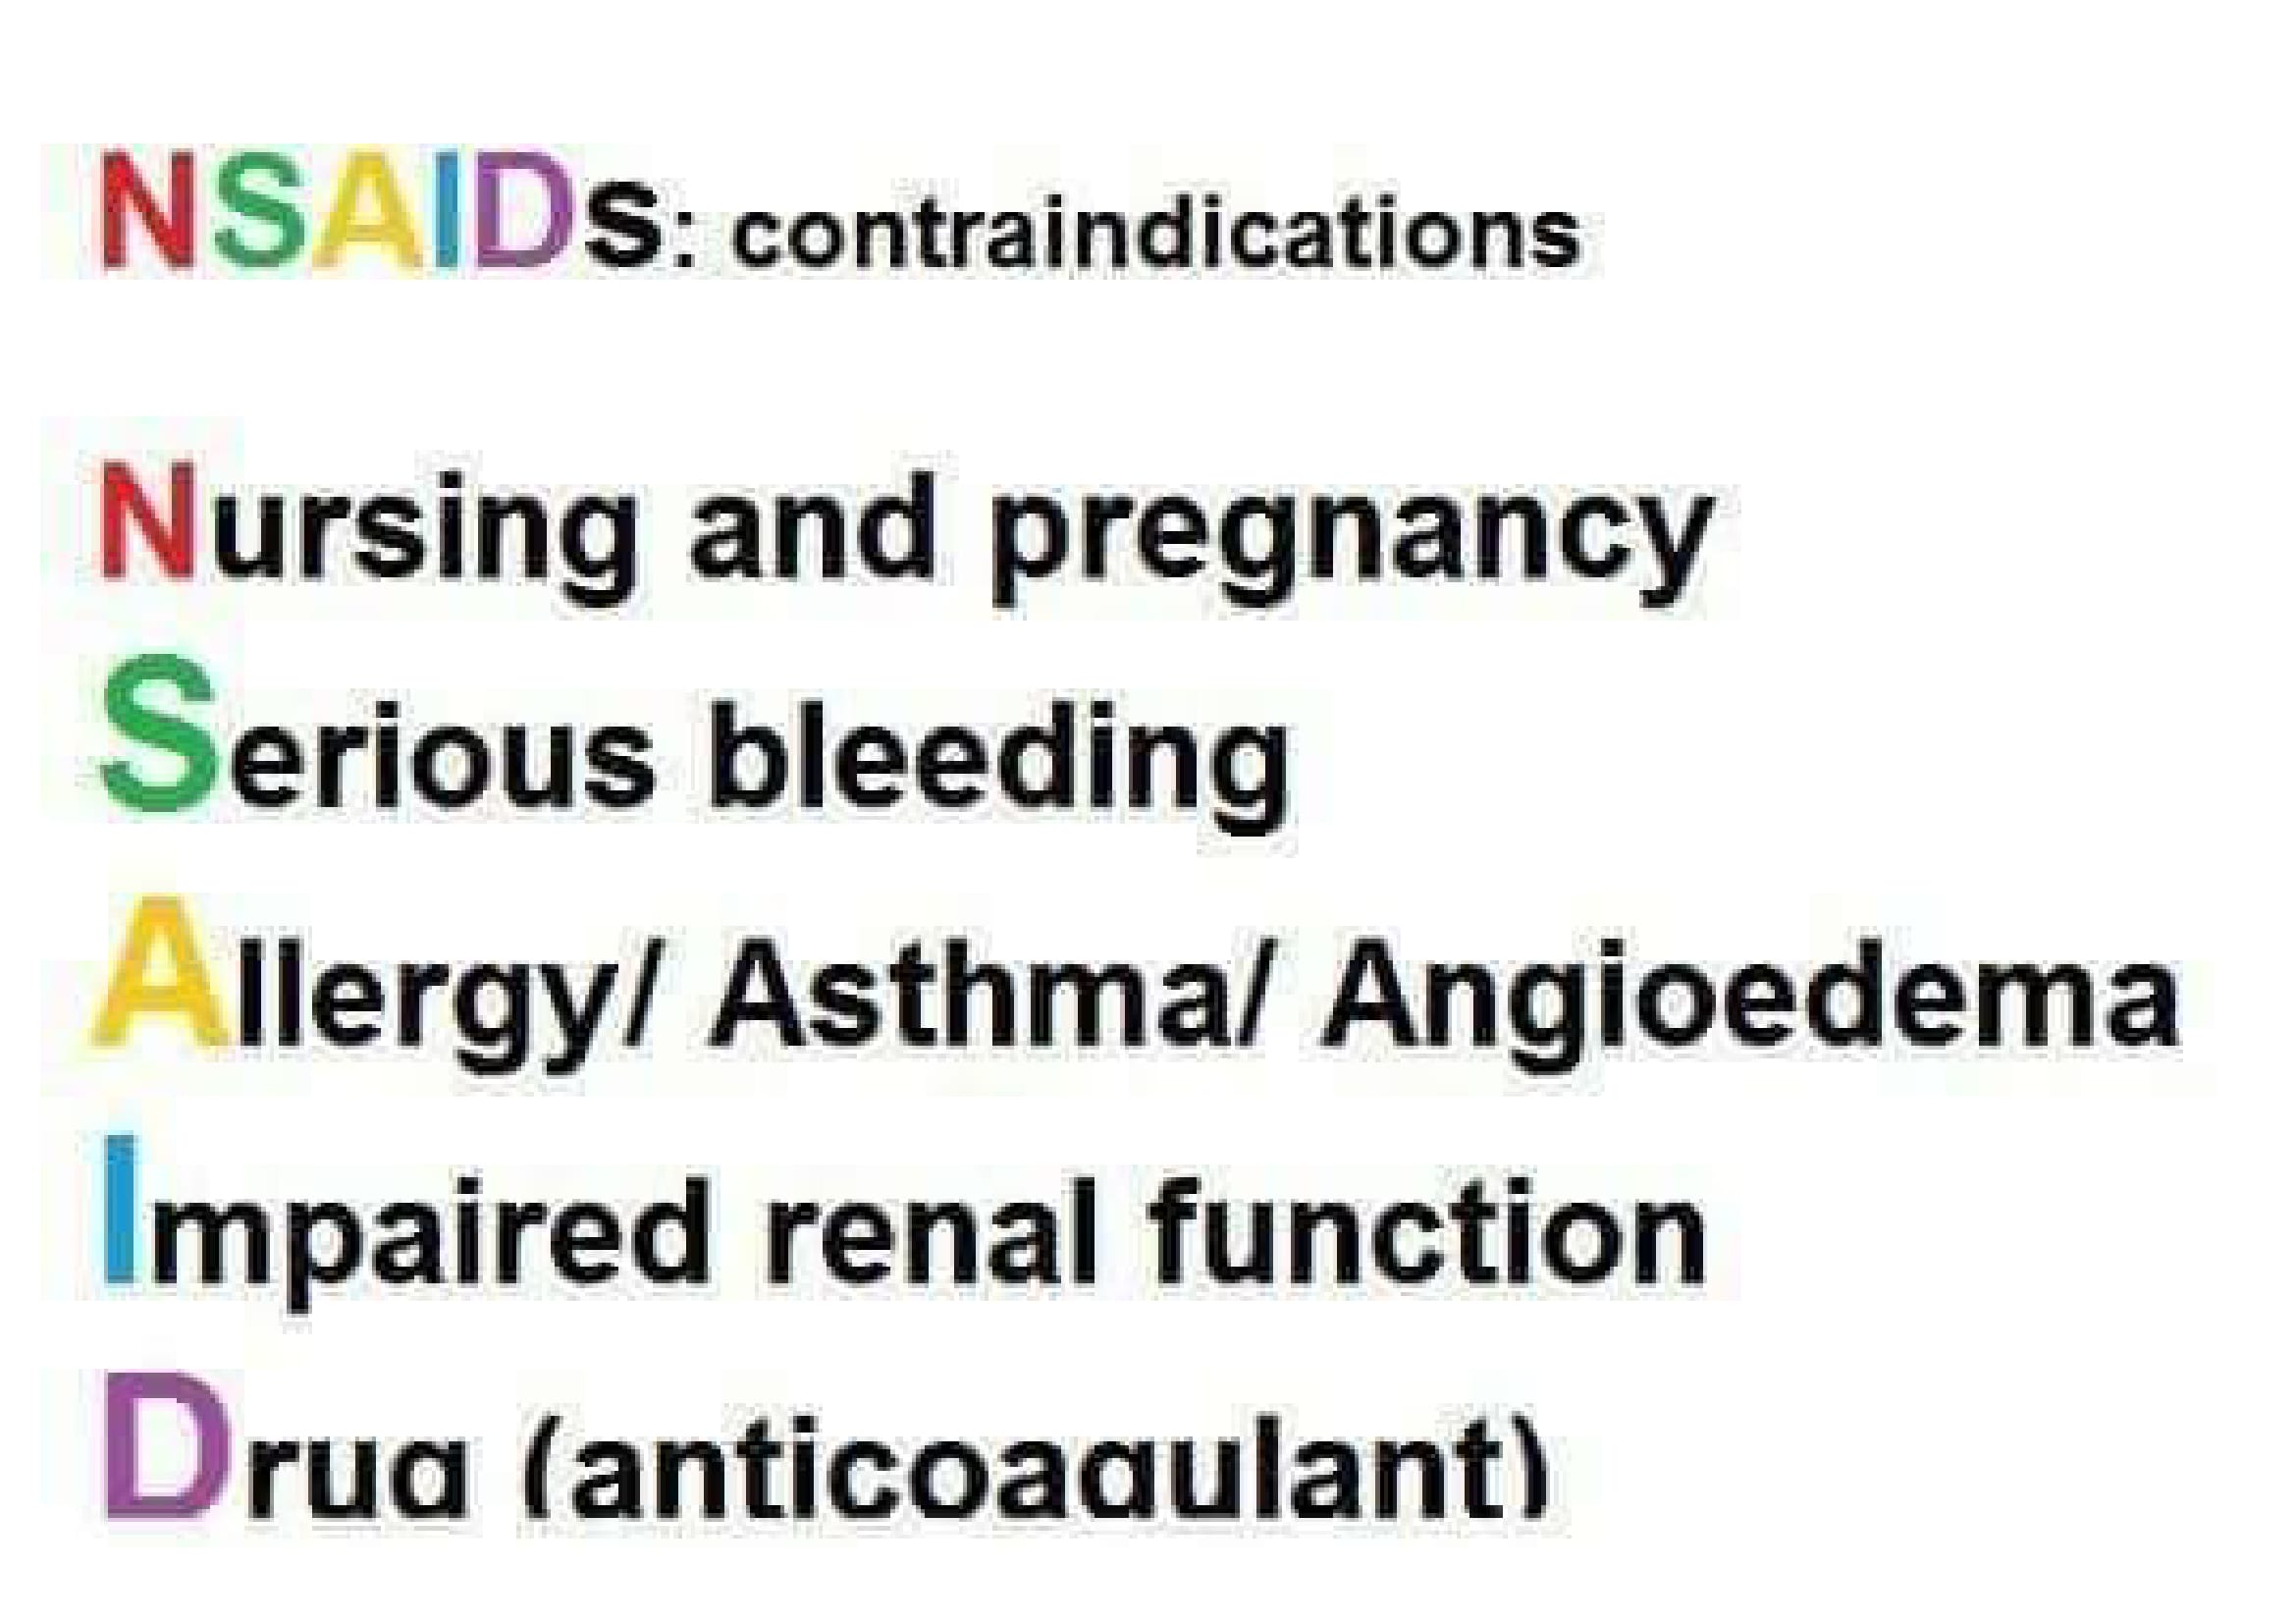 NSAIDs: contraindications
Nursing and pregnancy
Serious bleeding
Allergy/ Asthma/ Angioedema
Impaired renal function
Drug (anticoagulant)